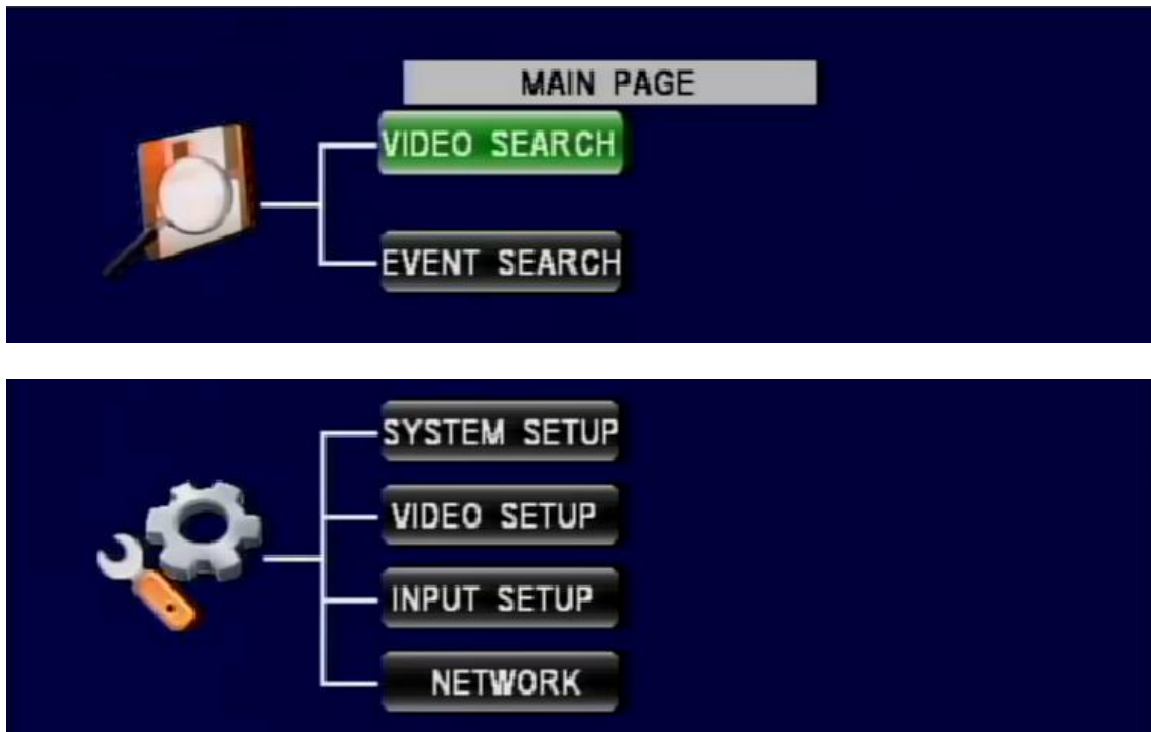 MAIN PAGE
VIDEO SEARCH
EVENT SEARCH
SYSTEM SETUP
VIDEO SETUP
INPUT SETUP
NETWORK